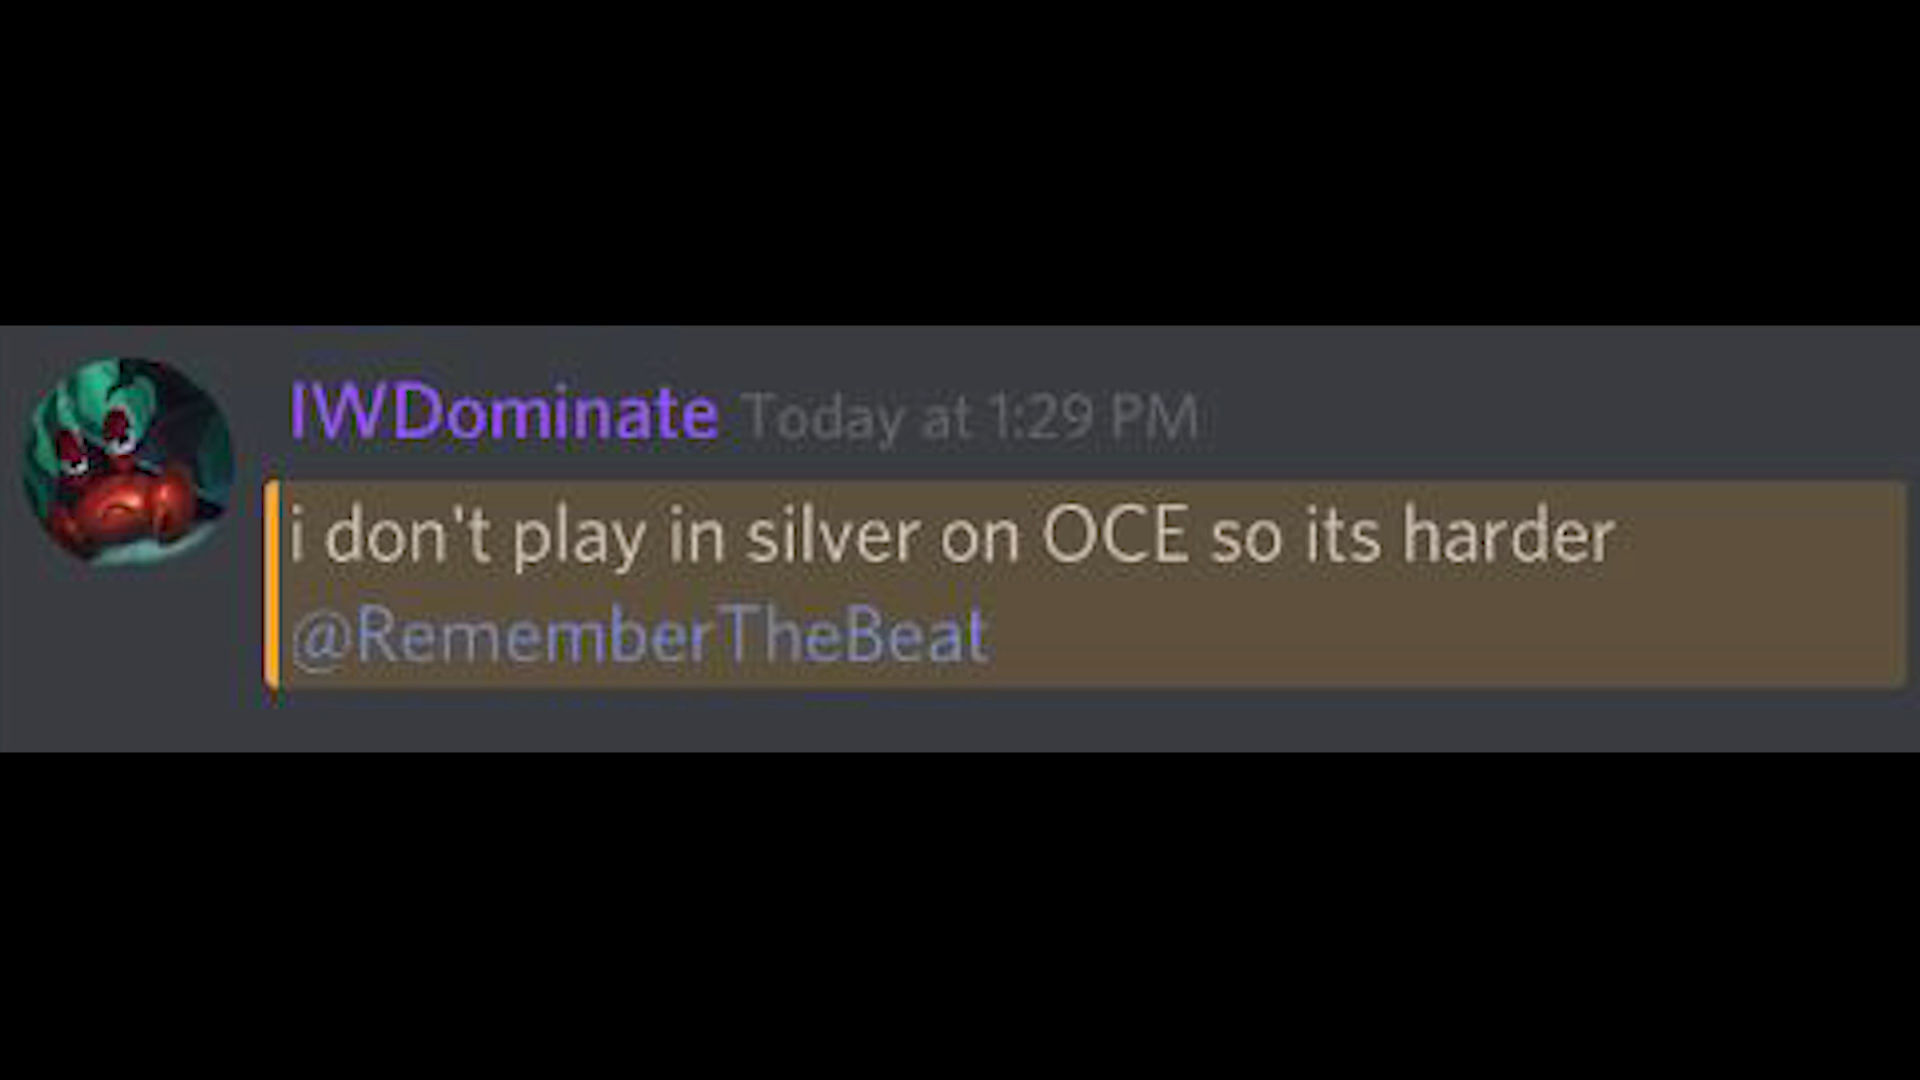 IWDominate Today at 1:29 PM
i don't play in silver on OCE so its harder
@RememberTheBeat